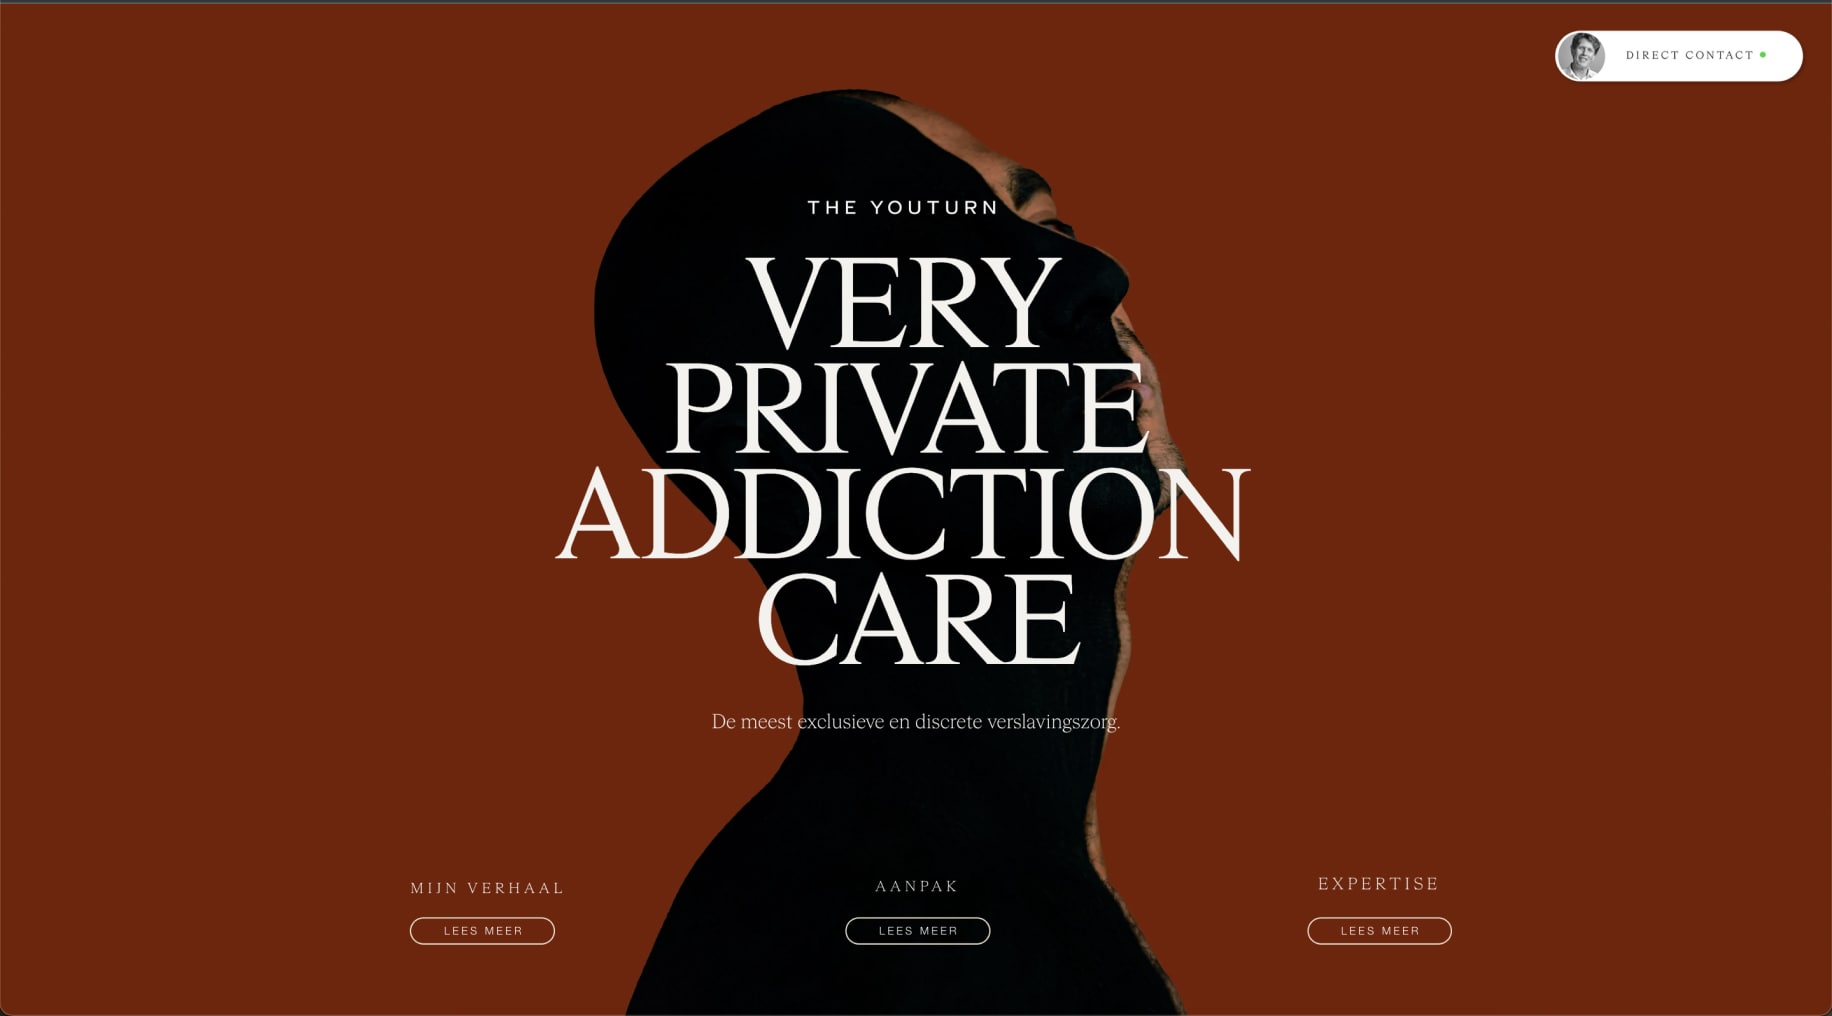 DIRECT CONTACT
THE YOUTURN
VERY
PRIVATE
ADDICTION
CARE
De meest exclusieve en discrete verslavingszorg.
MIJN VERHAAL
AANPAK
EXPERTISE
LEES MEER
LEES MEER
LEES MEER